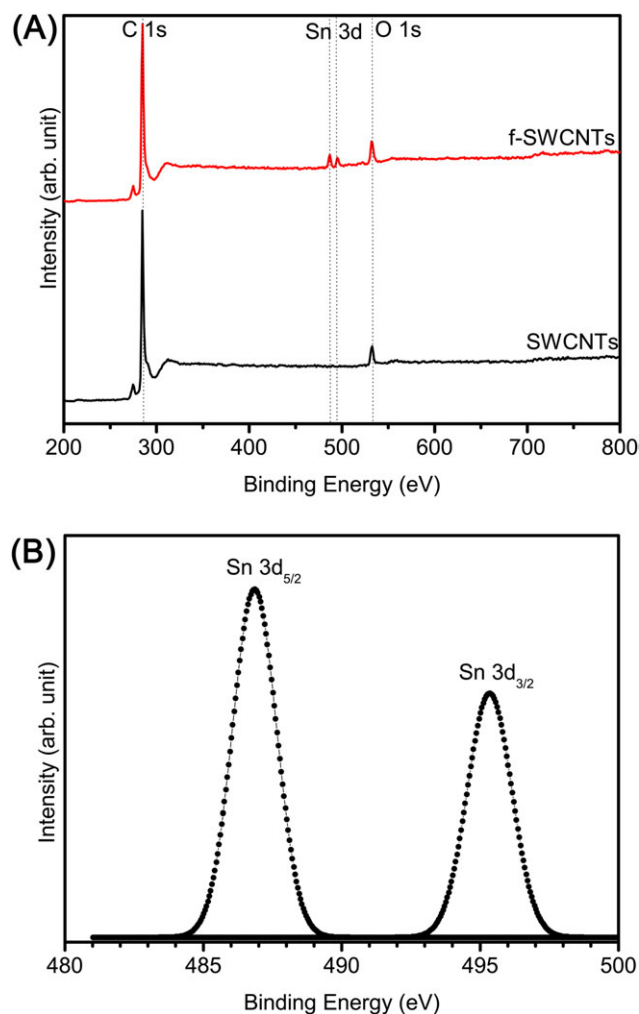 (A)
C 1s
Sn 3d
O 1s
f-SWCNTs
SWCNTs
Intensity (arb. unit)
200 300 400 500 600 700 800
Binding Energy (eV)
(B)
Sn 3d5/2
Sn 3d3/2
Intensity (arb. unit)
480 485 490 495 500
Binding Energy (eV)